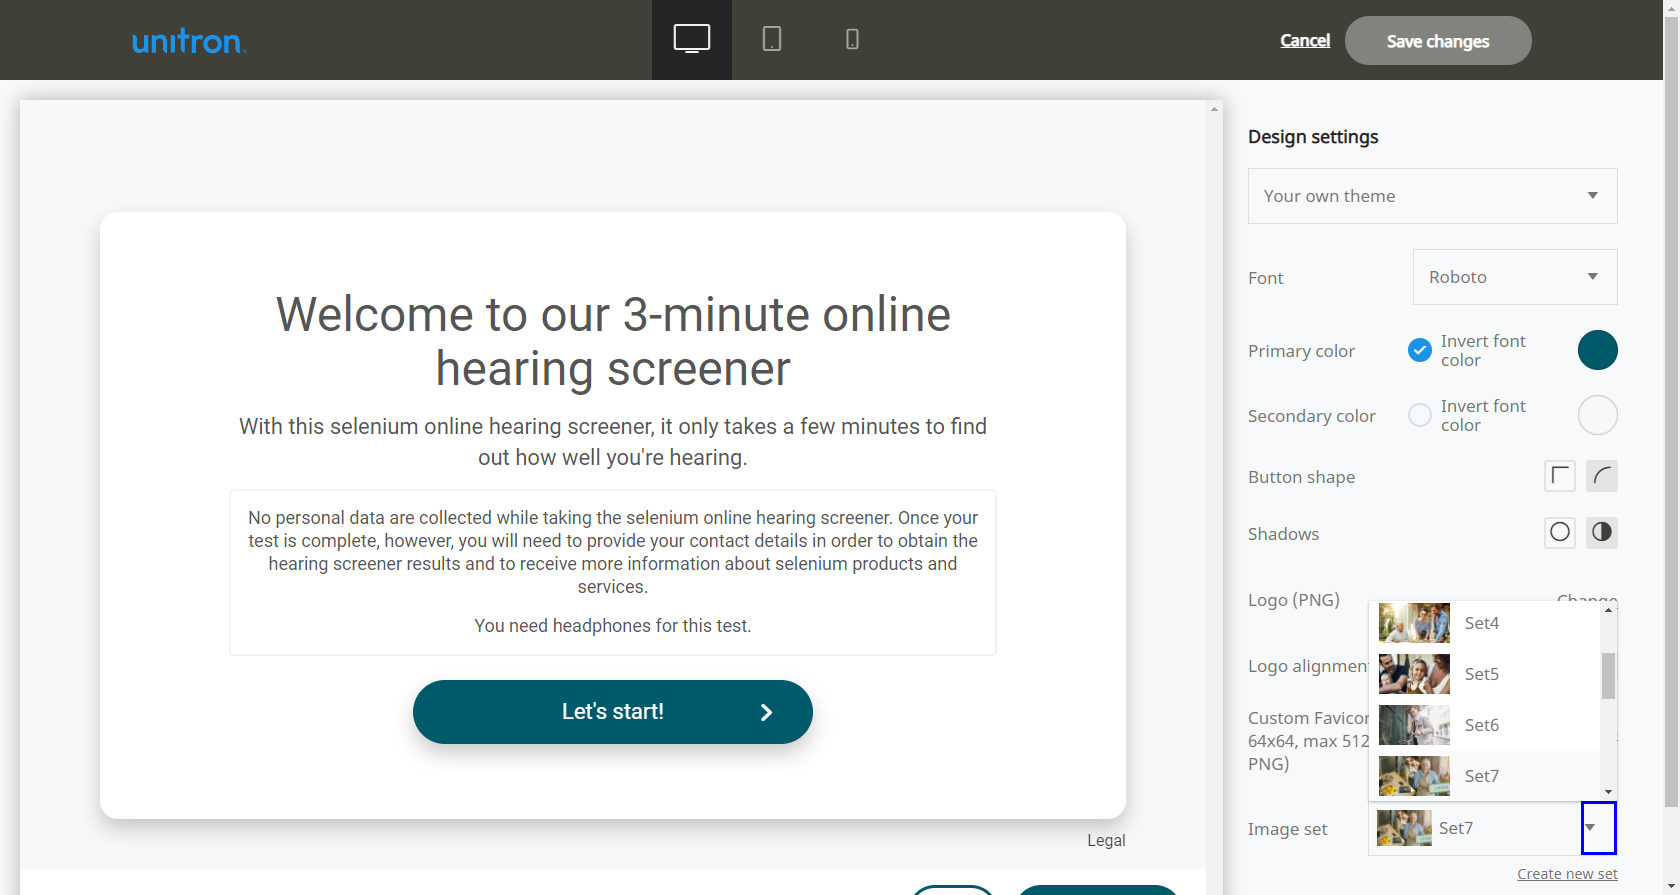 unitron
Cancel
Save changes
Design settings
Your own theme
Font
Roboto
Primary color
Invert font
color
Secondary color
Invert font
color
Button shape
Shadows
Logo (PNG)
Change
Logo alignment
Custom Favicon
64x64, max 512
PNG)
Set4
Set5
Set6
Set7
Image set
Set7
Create new set
Welcome to our 3-minute online
hearing screener
With this selenium online hearing screener, it only takes a few minutes to find
out how well you're hearing.
No personal data are collected while taking the selenium online hearing screener. Once your
test is complete, however, you will need to provide your contact details in order to obtain the
hearing screener results and to receive more information about selenium products and
services.
You need headphones for this test.
Let's start!
Legal